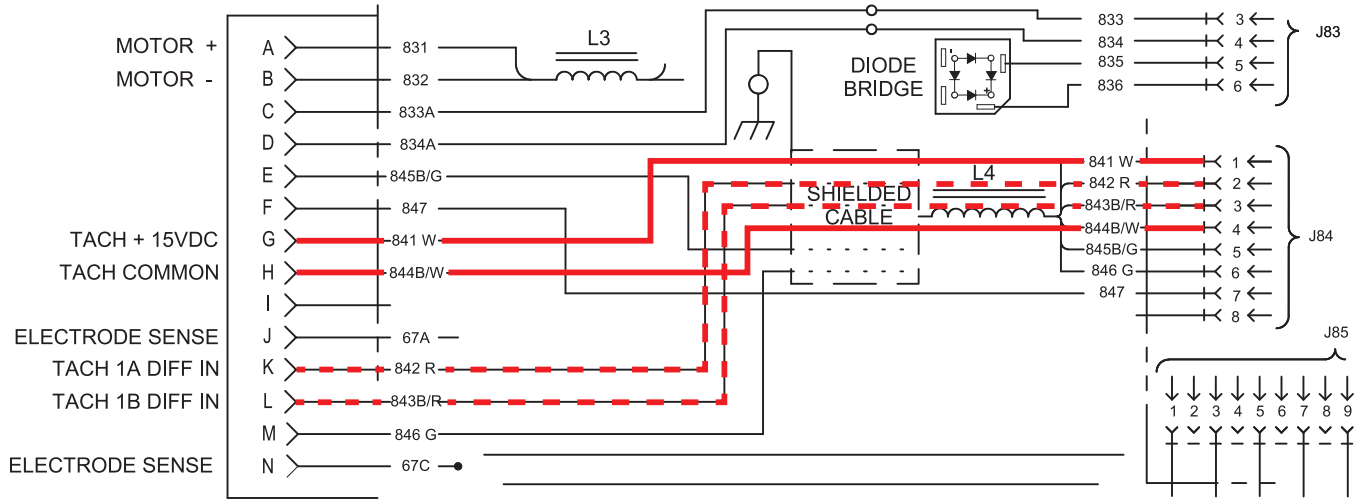 MOTOR + A 831 L3
MOTOR - B 832
C 833A
D 834A
E 845B/G
F 847
TACH + 15VDC G 841 W
TACH COMMON H 844B/W
I
ELECTRODE SENSE J 67A
TACH 1A DIFF IN K 842 R
TACH 1B DIFF IN L 843B/R
M 846 G
ELECTRODE SENSE N 67C
DIODE
BRIDGE
- +
833 3 J83
834 4
835 5
836 6
SHIELDED
CABLE
L4
841 W 1
842 R 2
843B/R 3
844B/W 4 J84
845B/G 5
846 G 6
847 7
8
J85
1 2 3 4 5 6 7 8 9